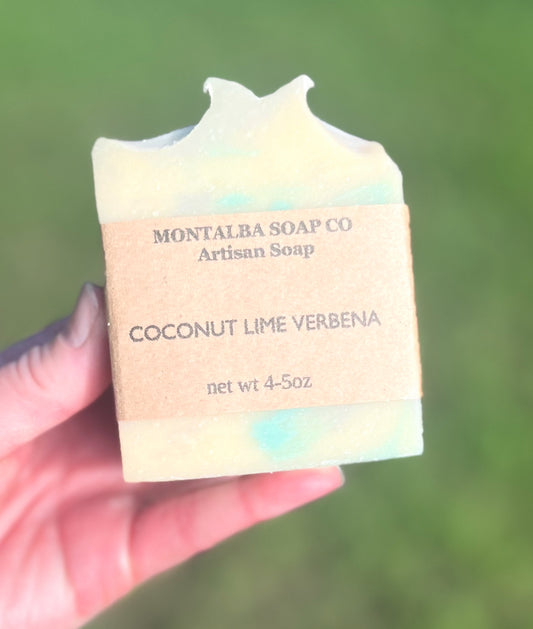 MONTALBA SOAP CO
Artisan Soap
COCONUT LIME VERBENA
net wt 4-5oz